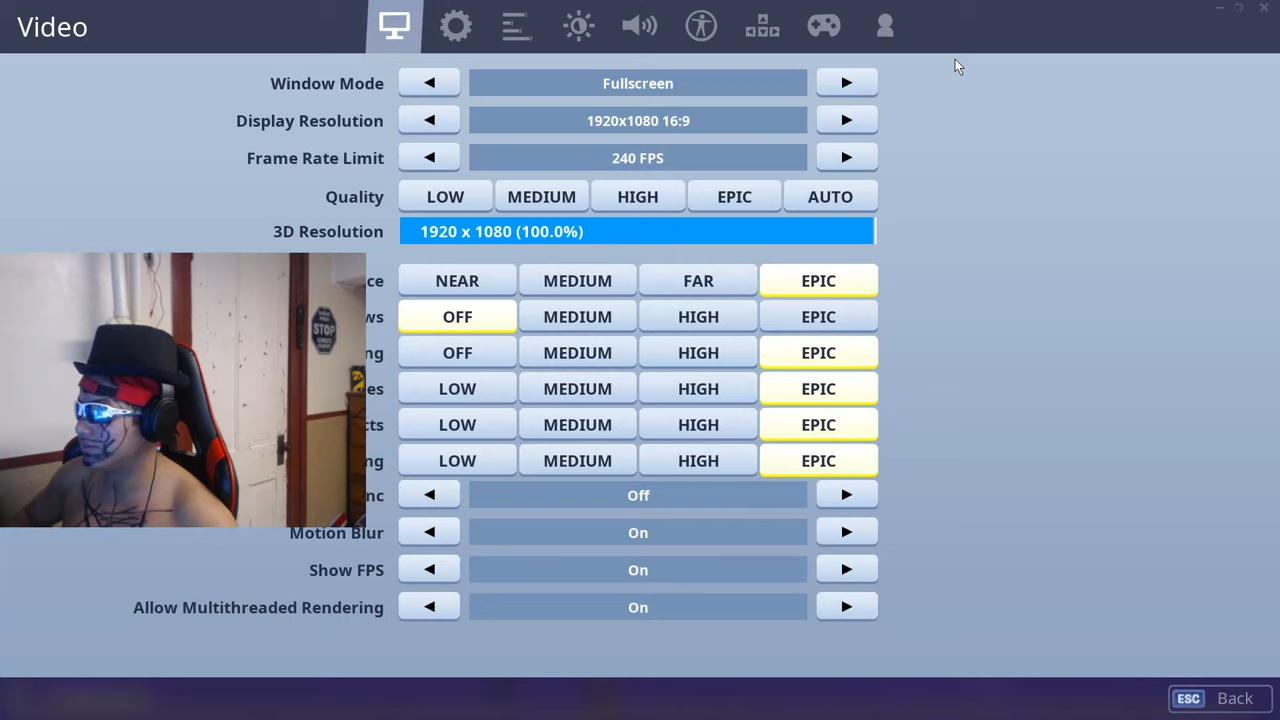 Video
Window Mode ◀ Fullscreen ▶
Display Resolution ◀ 1920x1080 16:9 ▶
Frame Rate Limit ◀ 240 FPS ▶
Quality LOW MEDIUM HIGH EPIC AUTO
3D Resolution 1920 x 1080 (100.0%)
ce NEAR MEDIUM FAR EPIC
ws OFF MEDIUM HIGH EPIC
ng OFF MEDIUM HIGH EPIC
es LOW MEDIUM HIGH EPIC
cts LOW MEDIUM HIGH EPIC
ng LOW MEDIUM HIGH EPIC
nc ◀ Off ▶
Motion Blur ◀ On ▶
Show FPS ◀ On ▶
Allow Multithreaded Rendering ◀ On ▶
STOP
ESC Back